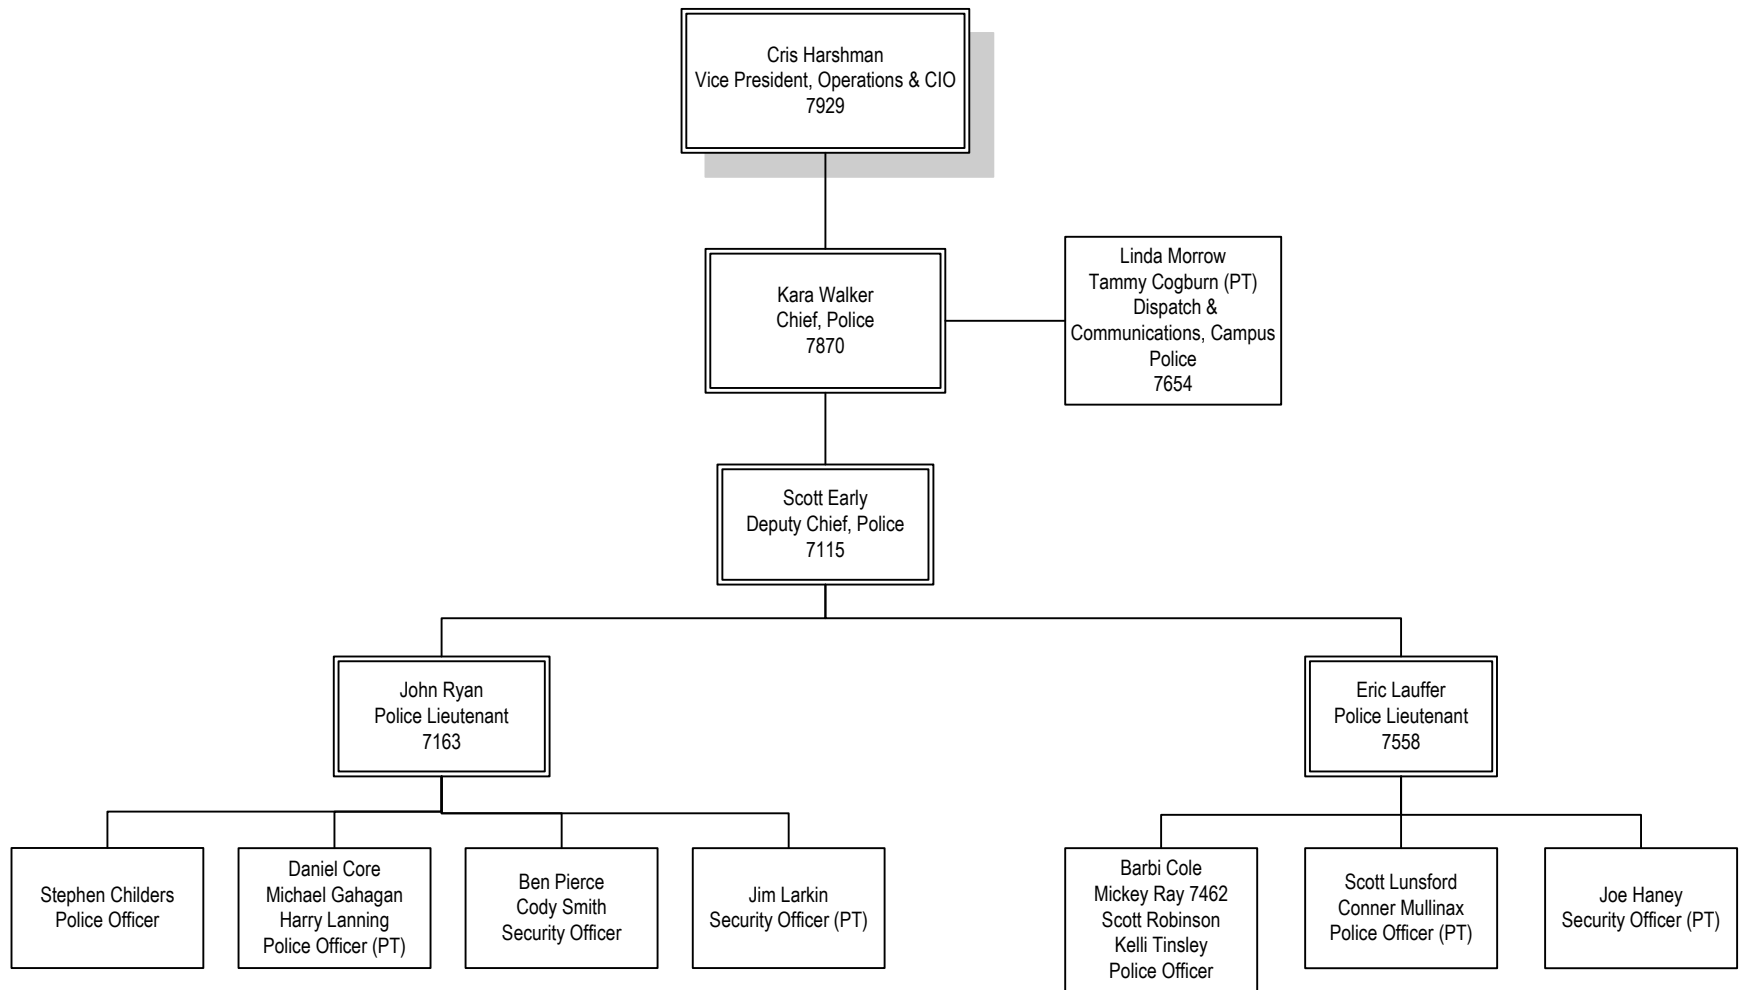 Cris Harshman
Vice President, Operations & CIO
7929
Kara Walker
Chief, Police
7870
Linda Morrow
Tammy Cogburn (PT)
Dispatch &
Communications, Campus
Police
7654
Scott Early
Deputy Chief, Police
7115
John Ryan
Police Lieutenant
7163
Eric Lauffer
Police Lieutenant
7558
Stephen Childers
Police Officer
Daniel Core
Michael Gahagan
Harry Lanning
Police Officer (PT)
Ben Pierce
Cody Smith
Security Officer
Jim Larkin
Security Officer (PT)
Barbi Cole
Mickey Ray 7462
Scott Robinson
Kelli Tinsley
Police Officer
Scott Lunsford
Conner Mullinax
Police Officer (PT)
Joe Haney
Security Officer (PT)